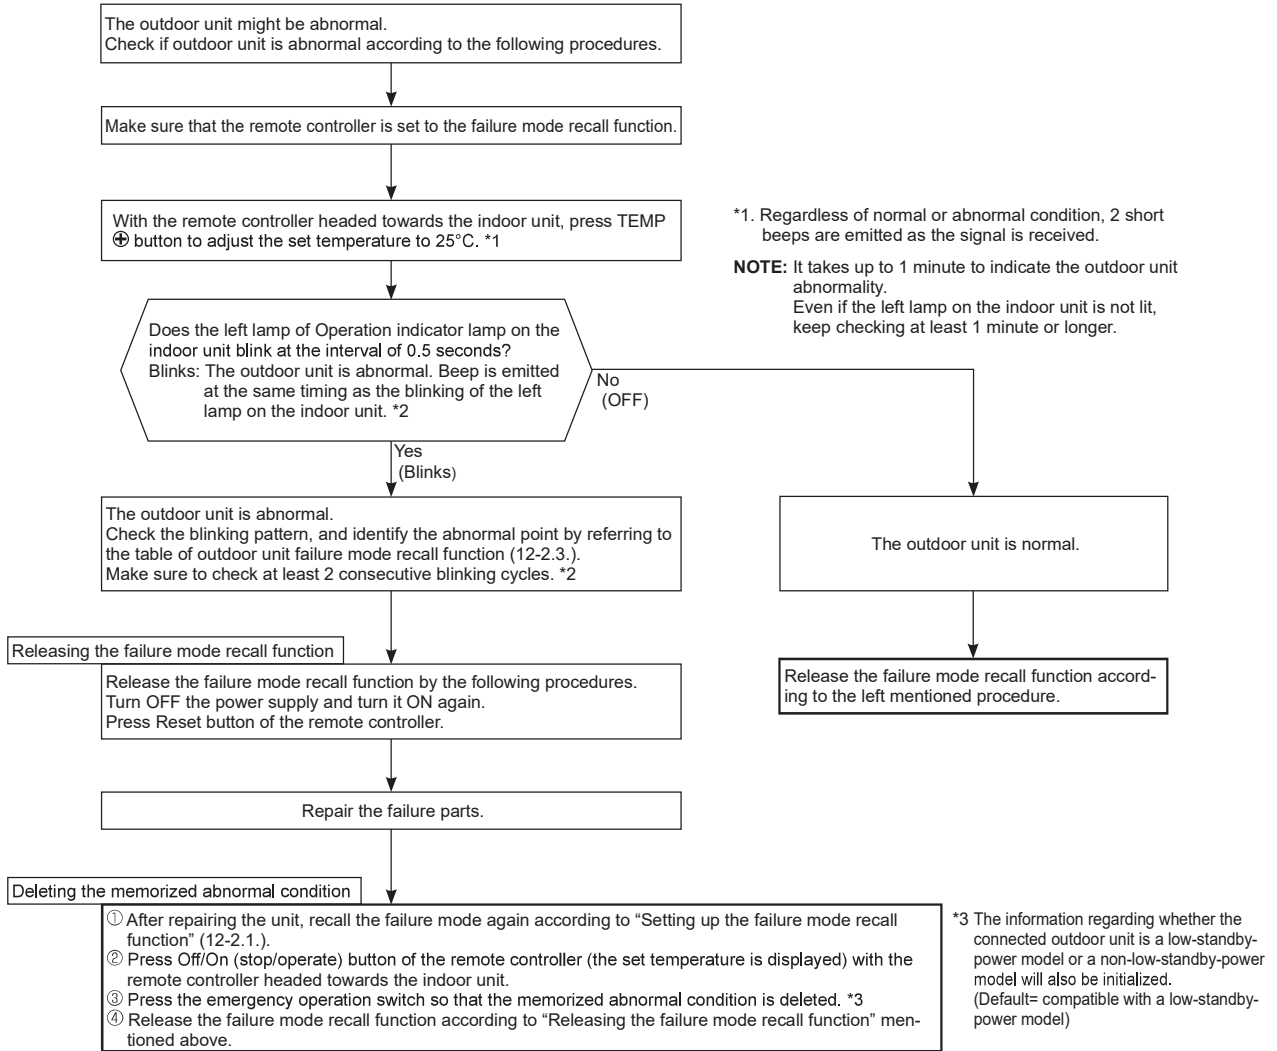 The outdoor unit might be abnormal.
Check if outdoor unit is abnormal according to the following procedures.
Make sure that the remote controller is set to the failure mode recall function.
With the remote controller headed towards the indoor unit, press TEMP
⊕ button to adjust the set temperature to 25°C. *1
*1. Regardless of normal or abnormal condition, 2 short
beeps are emitted as the signal is received.
NOTE: It takes up to 1 minute to indicate the outdoor unit
abnormality.
Even if the left lamp on the indoor unit is not lit,
keep checking at least 1 minute or longer.
Does the left lamp of Operation indicator lamp on the
indoor unit blink at the interval of 0.5 seconds?
Blinks: The outdoor unit is abnormal. Beep is emitted
at the same timing as the blinking of the left
lamp on the indoor unit. *2
No
(OFF)
Yes
(Blinks)
The outdoor unit is abnormal.
Check the blinking pattern, and identify the abnormal point by referring to
the table of outdoor unit failure mode recall function (12-2.3.).
Make sure to check at least 2 consecutive blinking cycles. *2
The outdoor unit is normal.
Releasing the failure mode recall function
Release the failure mode recall function by the following procedures.
Turn OFF the power supply and turn it ON again.
Press Reset button of the remote controller.
Release the failure mode recall function accord-
ing to the left mentioned procedure.
Repair the failure parts.
Deleting the memorized abnormal condition
① After repairing the unit, recall the failure mode again according to “Setting up the failure mode recall
function” (12-2.1.).
② Press Off/On (stop/operate) button of the remote controller (the set temperature is displayed) with the
remote controller headed towards the indoor unit.
③ Press the emergency operation switch so that the memorized abnormal condition is deleted. *3
④ Release the failure mode recall function according to “Releasing the failure mode recall function” men-
tioned above.
*3 The information regarding whether the
connected outdoor unit is a low-standby-
power model or a non-low-standby-power
model will also be initialized.
(Default= compatible with a low-standby-
power model)